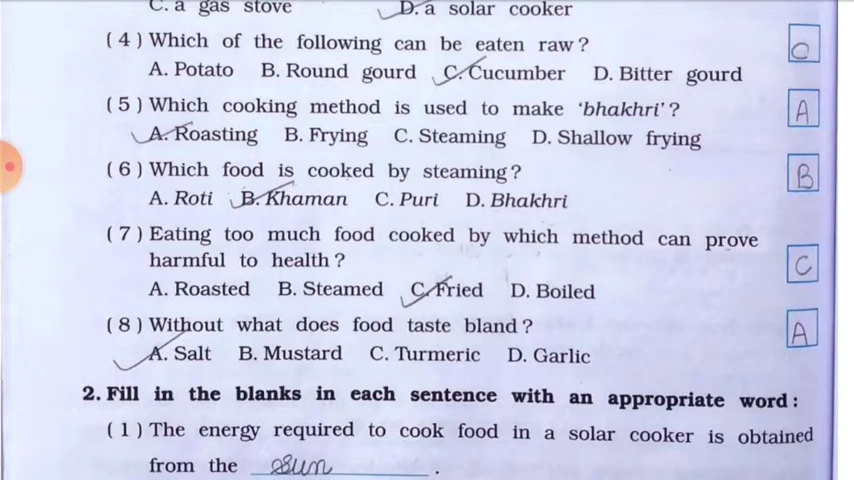 C. a gas stove D. a solar cooker
( 4 ) Which of the following can be eaten raw ? C
A. Potato B. Round gourd C. Cucumber D. Bitter gourd
( 5 ) Which cooking method is used to make ‘bhakhri’ ? A
A. Roasting B. Frying C. Steaming D. Shallow frying
( 6 ) Which food is cooked by steaming ? B
A. Roti B. Khaman C. Puri D. Bhakhri
( 7 ) Eating too much food cooked by which method can prove
harmful to health ? C
A. Roasted B. Steamed C. Fried D. Boiled
( 8 ) Without what does food taste bland ? A
A. Salt B. Mustard C. Turmeric D. Garlic
2. Fill in the blanks in each sentence with an appropriate word :
( 1 ) The energy required to cook food in a solar cooker is obtained
from the sun .